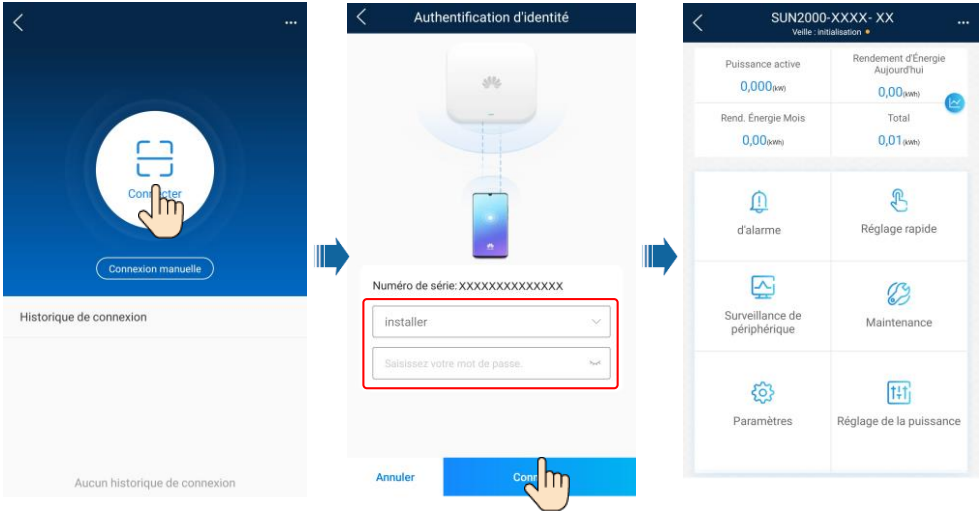 Connecter
Connexion manuelle
Historique de connexion
Aucun historique de connexion
Authentification d'identité
Numéro de série:XXXXXXXXXXXXXX
installer
Saisissez votre mot de passe.
Annuler
Conn
SUN2000-XXXX- XX
Veille : initialisation
Puissance active
0,000(kW)
Rendement d'Énergie
Aujourd'hui
0,00(kWh)
Rend. Énergie Mois
0,00(kWh)
Total
0,01(kWh)
d'alarme
Réglage rapide
Surveillance de
périphérique
Maintenance
Paramètres
Réglage de la puissance